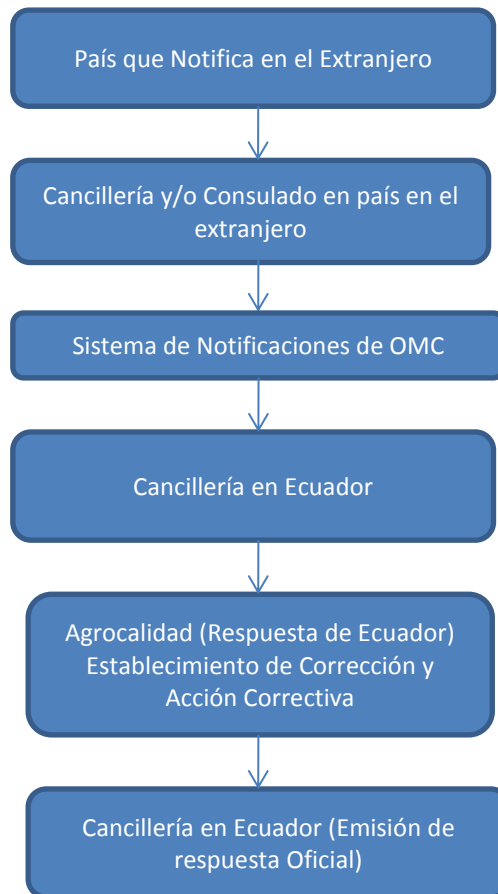 País que Notifica en el Extranjero
Cancillería y/o Consulado en país en el
extranjero
Sistema de Notificaciones de OMC
Cancillería en Ecuador
Agrocalidad (Respuesta de Ecuador)
Establecimiento de Corrección y
Acción Correctiva
Cancillería en Ecuador (Emisión de
respuesta Oficial)